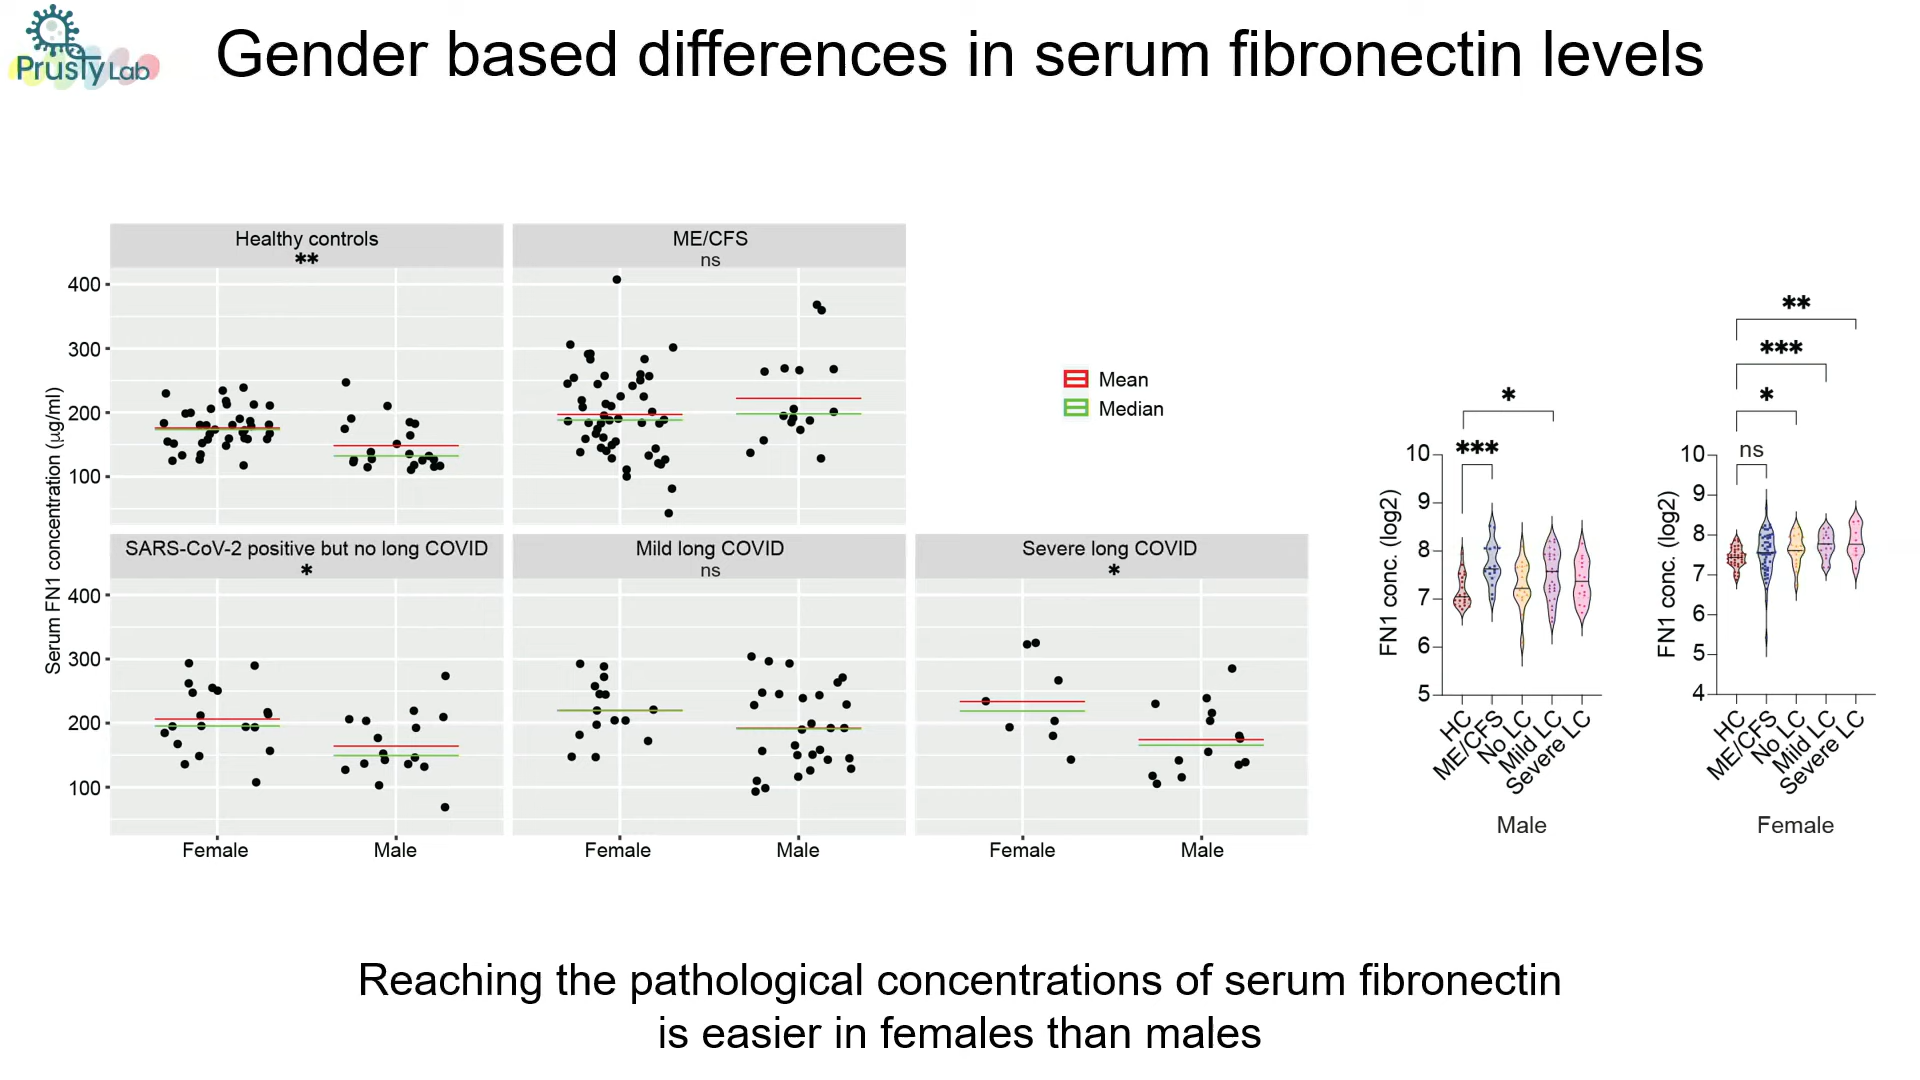 Prusty Lab
Gender based differences in serum fibronectin levels
Serum FN1 concentration (µg/ml)
Healthy controls
**
ME/CFS
ns
400
300
200
100
SARS-CoV-2 positive but no long COVID
*
Mild long COVID
ns
Severe long COVID
*
400
300
200
100
Female
Male
Female
Male
Female
Male
Mean
Median
*
***
FN1 conc. (log2)
10
9
8
7
6
5
HC
ME/CFS
No LC
Mild LC
Severe LC
Male
**
***
*
ns
FN1 conc. (log2)
10
9
8
7
6
5
4
HC
ME/CFS
No LC
Mild LC
Severe LC
Female
Reaching the pathological concentrations of serum fibronectin
is easier in females than males